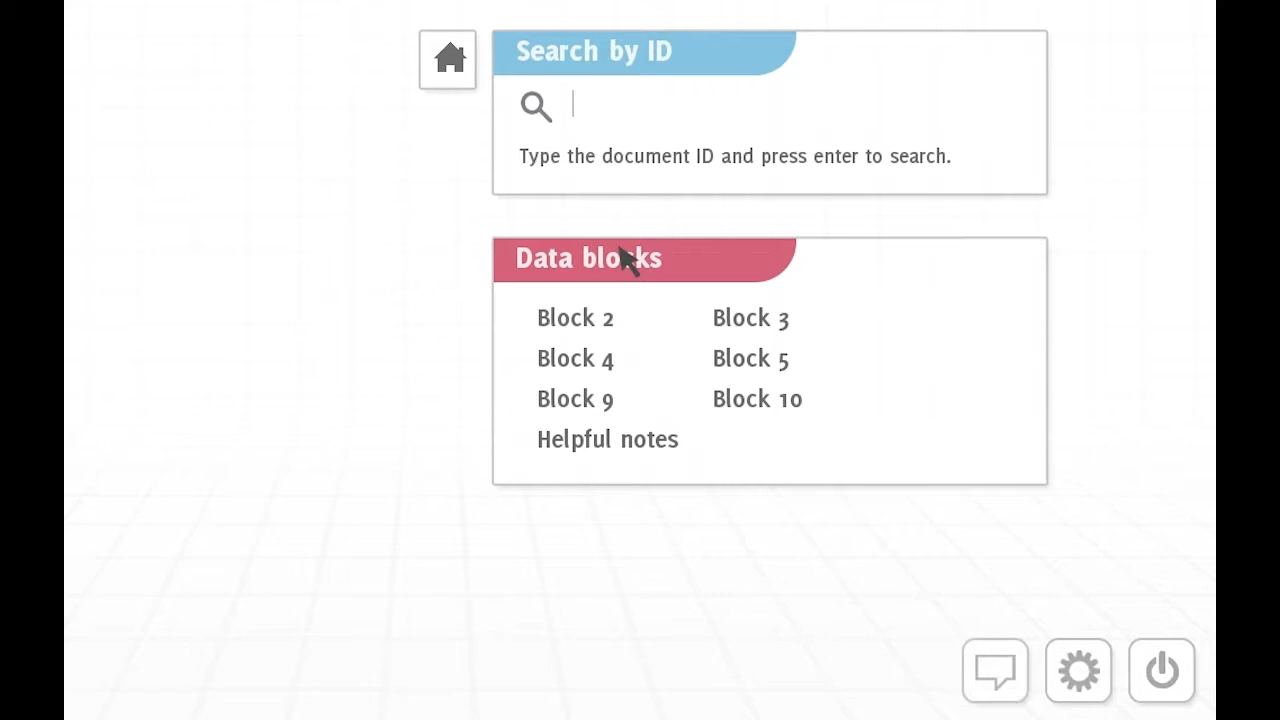 Search by ID
Type the document ID and press enter to search.
Data blocks
Block 2 Block 3
Block 4 Block 5
Block 9 Block 10
Helpful notes